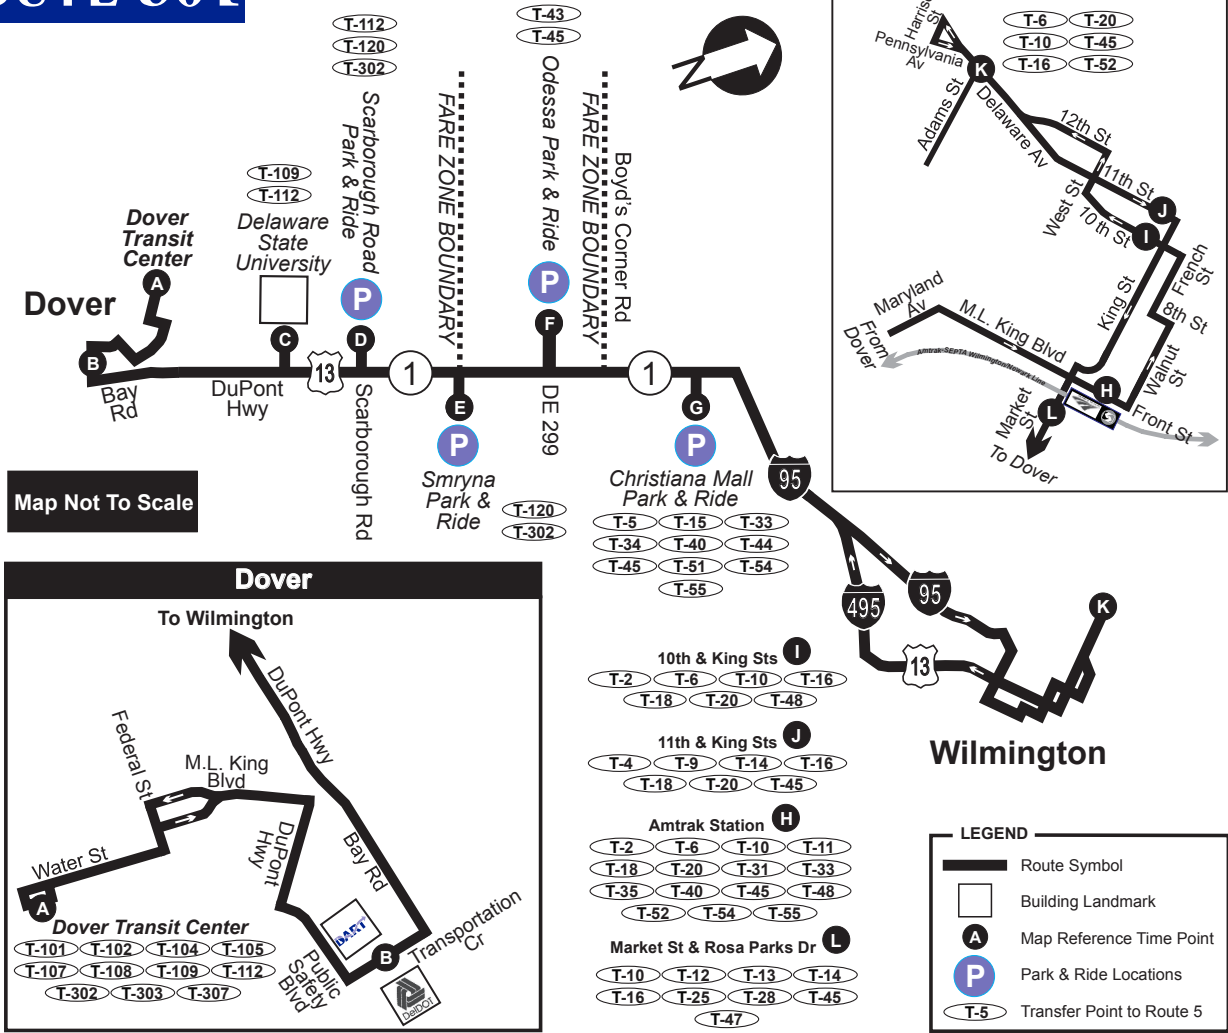 T-112
T-120
T-302
Scarborough Road
Park & Ride
T-43
T-45
Odessa Park & Ride
FARE ZONE BOUNDARY
FARE ZONE BOUNDARY
Boyd's Corner Rd
N
T-109
T-112
Delaware
State
University
Dover
Transit
Center
A
Dover
B
Bay
Rd
DuPont
Hwy
C
13
D
P
Scarborough Rd
1
E
P
Smryna
Park &
Ride
T-120
T-302
P
F
DE 299
1
G
P
Christiana Mall
Park & Ride
T-5 T-15 T-33
T-34 T-40 T-44
T-45 T-51 T-54
T-55
95
495
95
13
K
Wilmington
Map Not To Scale
Pennsylvania
Av
K
T-6 T-20
T-10 T-45
T-16 T-52
Adams St
Delaware Av
12th St
11th St
10th St
West St
J
I
French
St
King St
8th St
Walnut
St
Maryland
Av
M.L. King Blvd
From
Dover
Amtrak-SEPTA Wilmington/Newark Line
H
L
Market
St
Front St
To Dover
Dover
To Wilmington
DuPont Hwy
Federal St
M.L. King
Blvd
Water St
DuPont
Hwy
Bay Rd
A
Dover Transit Center
T-101 T-102 T-104 T-105
T-107 T-108 T-109 T-112
T-302 T-303 T-307
DART
Public
Safety
Blvd
B
Transportation
Cr
DelDOT
10th & King Sts I
T-2 T-6 T-10 T-16
T-18 T-20 T-48
11th & King Sts J
T-4 T-9 T-14 T-16
T-18 T-20 T-45
Amtrak Station H
T-2 T-6 T-10 T-11
T-18 T-20 T-31 T-33
T-35 T-40 T-45 T-48
T-52 T-54 T-55
Market St & Rosa Parks Dr L
T-10 T-12 T-13 T-14
T-16 T-25 T-28 T-45
T-47
LEGEND
Route Symbol
Building Landmark
A Map Reference Time Point
P Park & Ride Locations
T-5 Transfer Point to Route 5